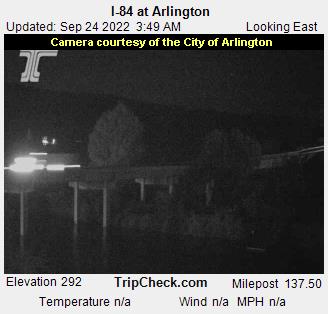 I-84 at Arlington
Updated: Sep 24 2022 3:49 AM Looking East
Camera courtesy of the City of Arlington
Elevation 292 TripCheck.com Milepost 137.50
Temperature n/a Wind n/a MPH n/a